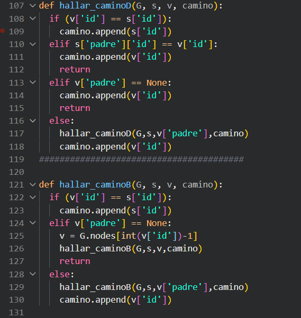 107 def hallar_caminoD(G, s, v, camino):
108   if (v['id'] == s['id']):
109     camino.append(s['id'])
110   elif s['padre']['id'] == v['id']:
111     camino.append(v['id'])
112     return
113   elif v['padre'] == None:
114     camino.append(v['id'])
115     return
116   else:
117     hallar_caminoD(G,s,v['padre'],camino)
118     camino.append(v['id'])
119 ########################################
120
121 def hallar_caminoB(G, s, v, camino):
122   if (v['id'] == s['id']):
123     camino.append(s['id'])
124   elif v['padre'] == None:
125     v = G.nodes[int(v['id'])-1]
126     hallar_caminoB(G,s,v,camino)
127     return
128   else:
129     hallar_caminoB(G,s,v['padre'],camino)
130     camino.append(v['id'])
131